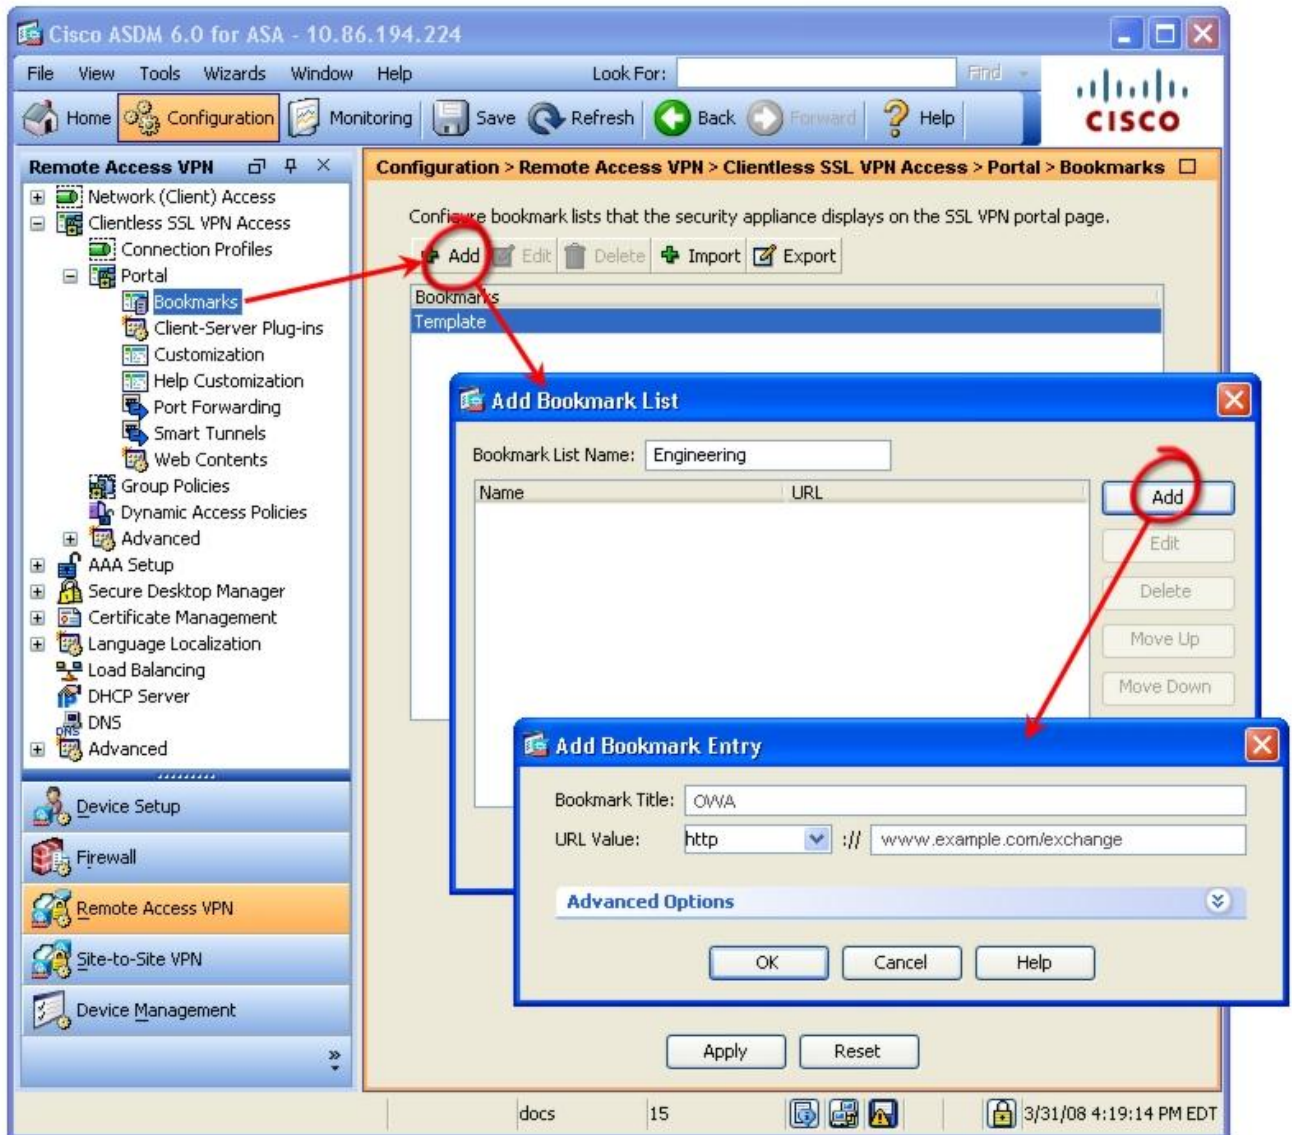 Cisco ASDM 6.0 for ASA - 10.86.194.224
File View Tools Wizards Window Help Look For: Find
Home Configuration Monitoring Save Refresh Back Forward Help
CISCO
Remote Access VPN
Network (Client) Access
Clientless SSL VPN Access
Connection Profiles
Portal
Bookmarks
Client-Server Plug-ins
Customization
Help Customization
Port Forwarding
Smart Tunnels
Web Contents
Group Policies
Dynamic Access Policies
Advanced
AAA Setup
Secure Desktop Manager
Certificate Management
Language Localization
Load Balancing
DHCP Server
DNS
Advanced
Device Setup
Firewall
Remote Access VPN
Site-to-Site VPN
Device Management
Configuration > Remote Access VPN > Clientless SSL VPN Access > Portal > Bookmarks
Configure bookmark lists that the security appliance displays on the SSL VPN portal page.
Add Edit Delete Import Export
Bookmarks
Template
Add Bookmark List
Bookmark List Name: Engineering
Name URL
Add
Edit
Delete
Move Up
Move Down
Add Bookmark Entry
Bookmark Title: OWA
URL Value: http :// www.example.com/exchange
Advanced Options
OK Cancel Help
Apply Reset
docs 15 3/31/08 4:19:14 PM EDT